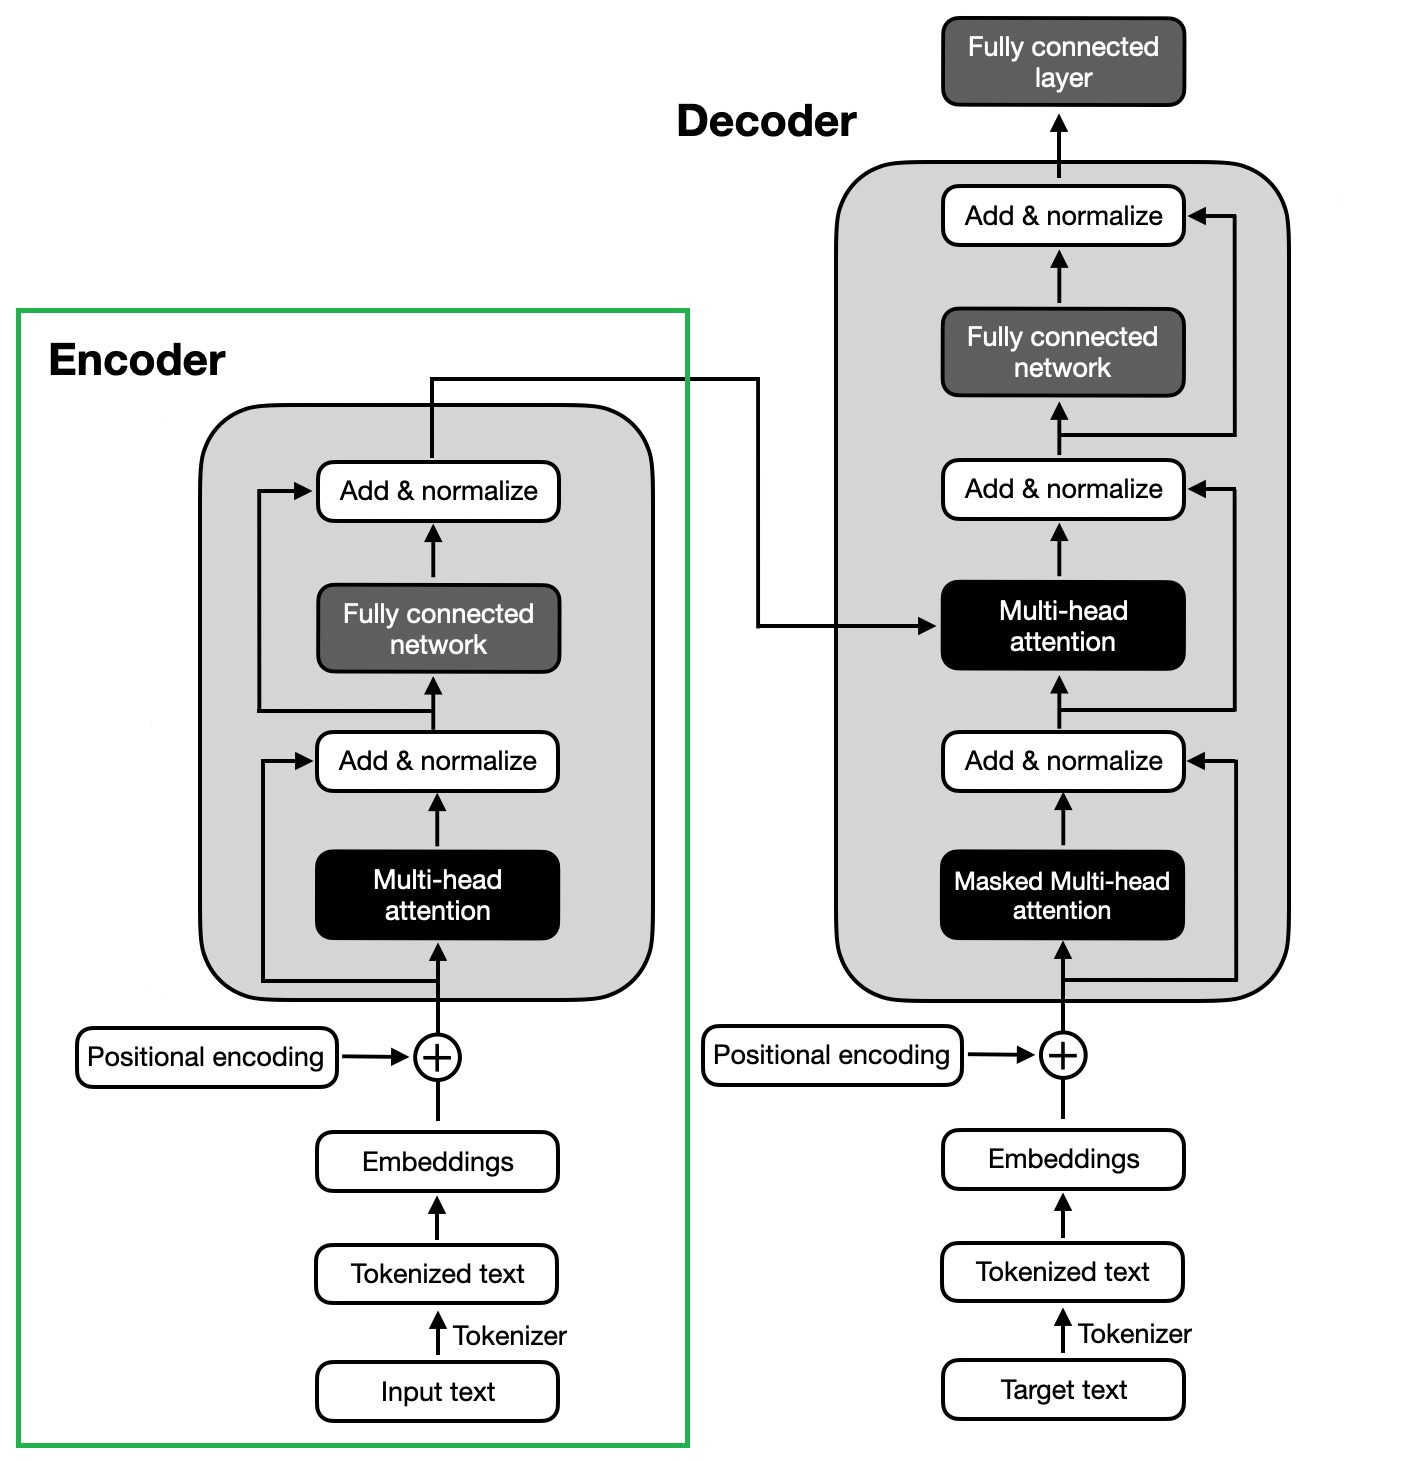 Encoder
Add & normalize
Fully connected
network
Add & normalize
Multi-head
attention
Positional encoding
Embeddings
Tokenized text
Tokenizer
Input text
Decoder
Fully connected
layer
Add & normalize
Fully connected
network
Add & normalize
Multi-head
attention
Add & normalize
Masked Multi-head
attention
Positional encoding
Embeddings
Tokenized text
Tokenizer
Target text